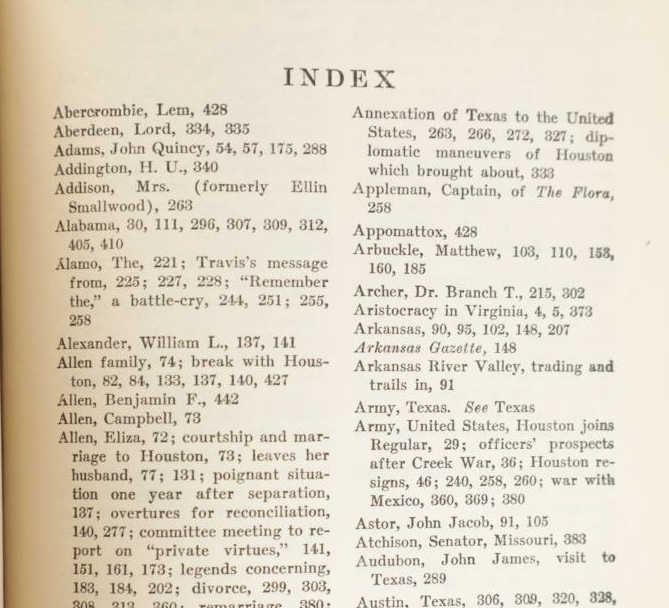 INDEX
Abercrombie, Lem, 428
Aberdeen, Lord, 334, 335
Adams, John Quincy, 54, 57, 175, 288
Addington, H. U., 340
Addison, Mrs. (formerly Ellin
Smallwood), 263
Alabama, 30, 111, 296, 307, 309, 312,
405, 410
Alamo, The, 221; Travis's message
from, 225; 227, 228; "Remember
the," a battle-cry, 244, 251; 255,
258
Alexander, William L., 137, 141
Allen family, 74; break with Hous-
ton, 82, 84, 133, 137, 140, 427
Allen, Benjamin F., 442
Allen, Campbell, 73
Allen, Eliza, 72; courtship and mar-
riage to Houston, 73; leaves her
husband, 77; 131; poignant situa-
tion one year after separation,
137; overtures for reconciliation,
140, 277; committee meeting to re-
port on "private virtues," 141,
151, 161, 173; legends concerning,
183, 184, 202; divorce, 299, 303,
308, 313, 360; remarriage, 380;
Annexation of Texas to the United
States, 263, 266, 272, 327; dip-
lomatic maneuvers of Houston
which brought about, 333
Appleman, Captain, of The Flora,
258
Appomattox, 428
Arbuckle, Matthew, 103, 110, 153,
160, 185
Archer, Dr. Branch T., 215, 302
Aristocracy in Virginia, 4, 5, 373
Arkansas, 90, 95, 102, 148, 207
Arkansas Gazette, 148
Arkansas River Valley, trading and
trails in, 91
Army, Texas. See Texas
Army, United States, Houston joins
Regular, 29; officers' prospects
after Creek War, 36; Houston re-
signs, 46; 240, 258, 260; war with
Mexico, 360, 369; 380
Astor, John Jacob, 91, 105
Atchison, Senator, Missouri, 383
Audubon, John James, visit to
Texas, 289
Austin, Texas, 306, 309, 320, 328,